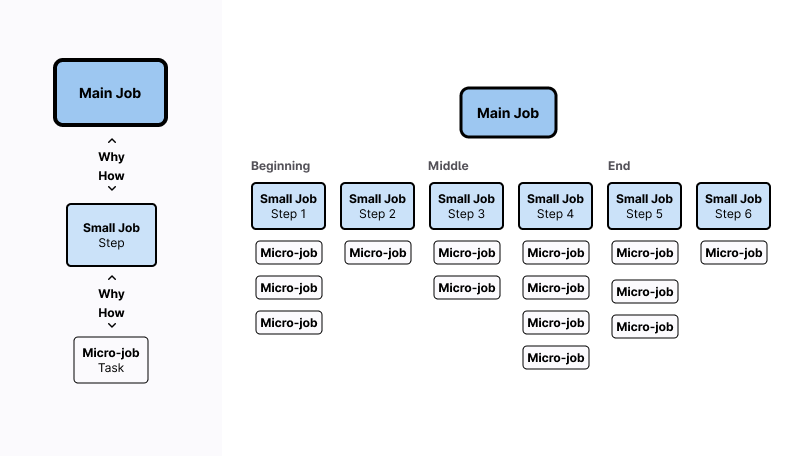 Main Job
Why
How
Small Job
Step
Why
How
Micro-job
Task
Main Job
Beginning Middle End
Small Job Small Job Small Job Small Job Small Job Small Job
Step 1 Step 2 Step 3 Step 4 Step 5 Step 6
Micro-job Micro-job Micro-job Micro-job Micro-job Micro-job
Micro-job Micro-job Micro-job Micro-job
Micro-job Micro-job Micro-job
Micro-job